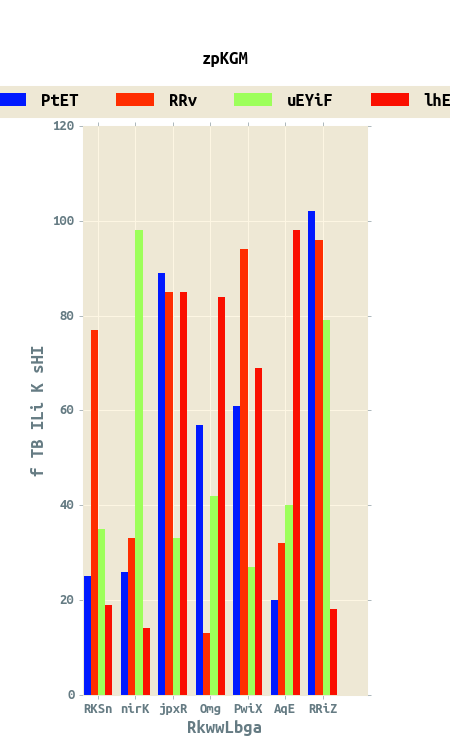 zpKGM
PtET RRv uEYiF lhE
120
100
80
60
40
20
0
f TB ILi K sHI
RKSn nirK jpxR Omg PwiX AqE RRiZ
RkwwLbga